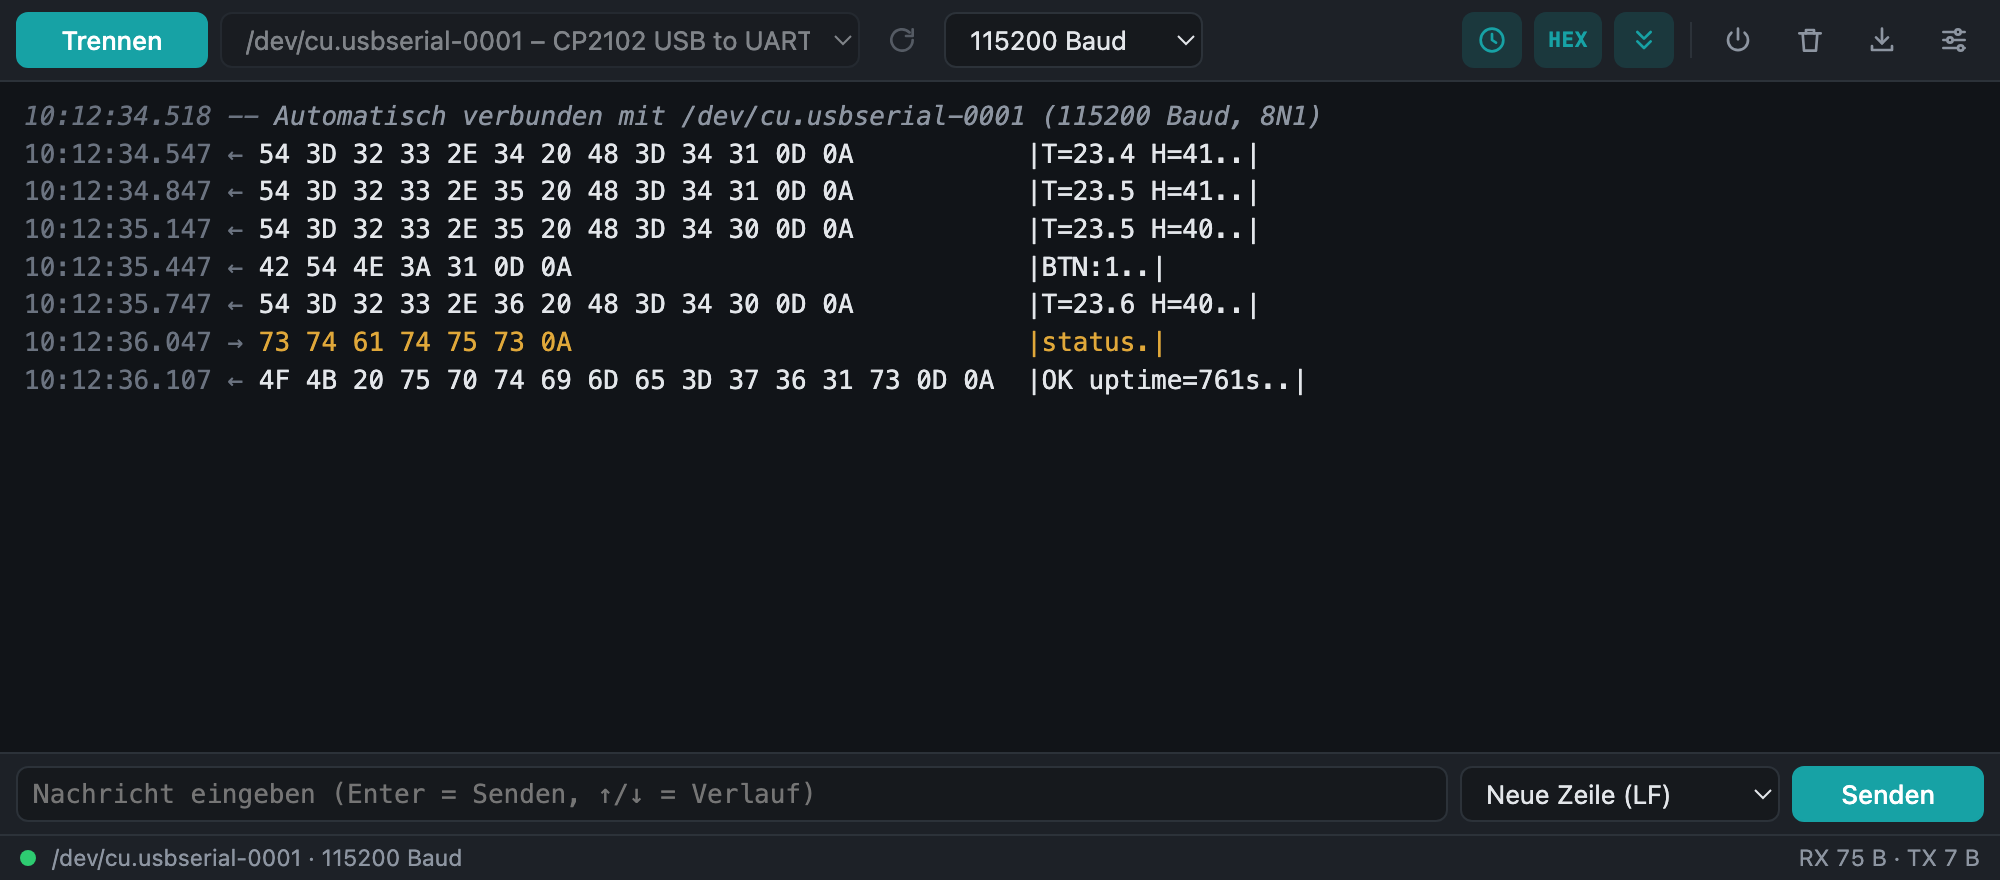 Trennen /dev/cu.usbserial-0001 – CP2102 USB to UART 115200 Baud HEX
10:12:34.518 –– Automatisch verbunden mit /dev/cu.usbserial-0001 (115200 Baud, 8N1)
10:12:34.547 ← 54 3D 32 33 2E 34 20 48 3D 34 31 0D 0A |T=23.4 H=41..|
10:12:34.847 ← 54 3D 32 33 2E 35 20 48 3D 34 31 0D 0A |T=23.5 H=41..|
10:12:35.147 ← 54 3D 32 33 2E 35 20 48 3D 34 30 0D 0A |T=23.5 H=40..|
10:12:35.447 ← 42 54 4E 3A 31 0D 0A |BTN:1..|
10:12:35.747 ← 54 3D 32 33 2E 36 20 48 3D 34 30 0D 0A |T=23.6 H=40..|
10:12:36.047 → 73 74 61 74 75 73 0A |status.|
10:12:36.107 ← 4F 4B 20 75 70 74 69 6D 65 3D 37 36 31 73 0D 0A |OK uptime=761s..|
Nachricht eingeben (Enter = Senden, ↑/↓ = Verlauf) Neue Zeile (LF) Senden
/dev/cu.usbserial-0001 · 115200 Baud RX 75 B · TX 7 B